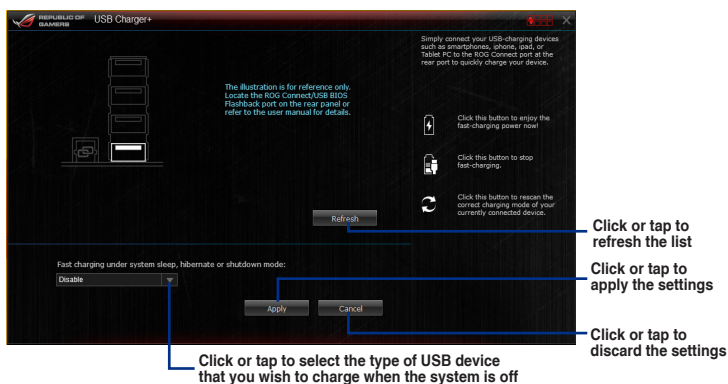 REPUBLIC OF
GAMERS
USB Charger+
Simply connect your USB-charging devices
such as smartphones, iphone, ipad, or
Tablet PC to the ROG Connect port at the
rear port to quickly charge your device.
The illustration is for reference only.
Locate the ROG Connect/USB BIOS
Flashback port on the rear panel or
refer to the user manual for details.
Click this button to enjoy the
fast-charging power now!
Click this button to stop
fast-charging.
Click this button to rescan the
correct charging mode of your
currently connected device.
Refresh
Click or tap to
refresh the list
Fast charging under system sleep, hibernate or shutdown mode:
Disable
Click or tap to
apply the settings
Apply
Cancel
Click or tap to
discard the settings
Click or tap to select the type of USB device
that you wish to charge when the system is off